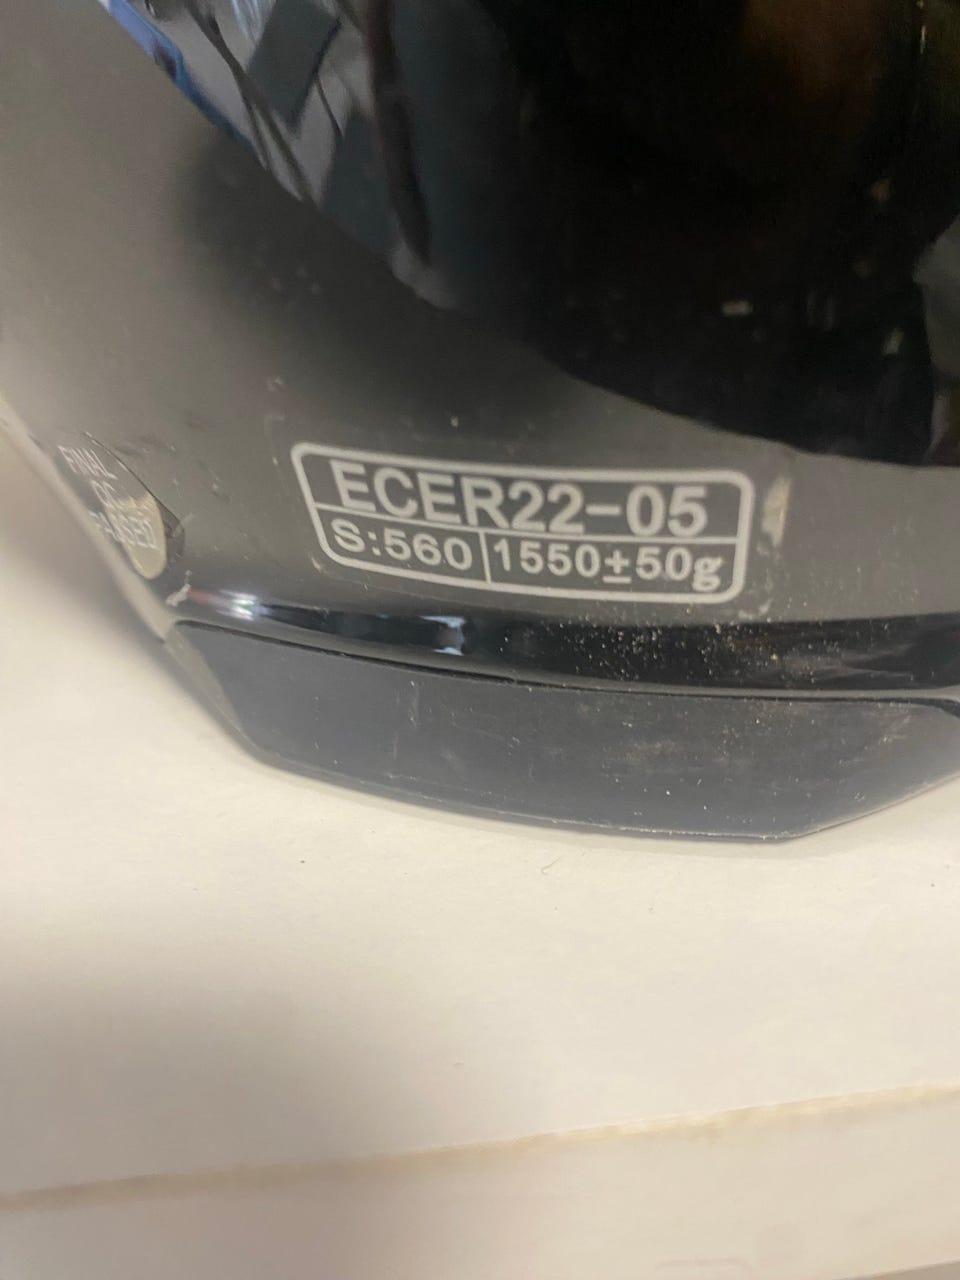 FINAL
QC
PASSED
ECER22-05
S:560 1550±50g